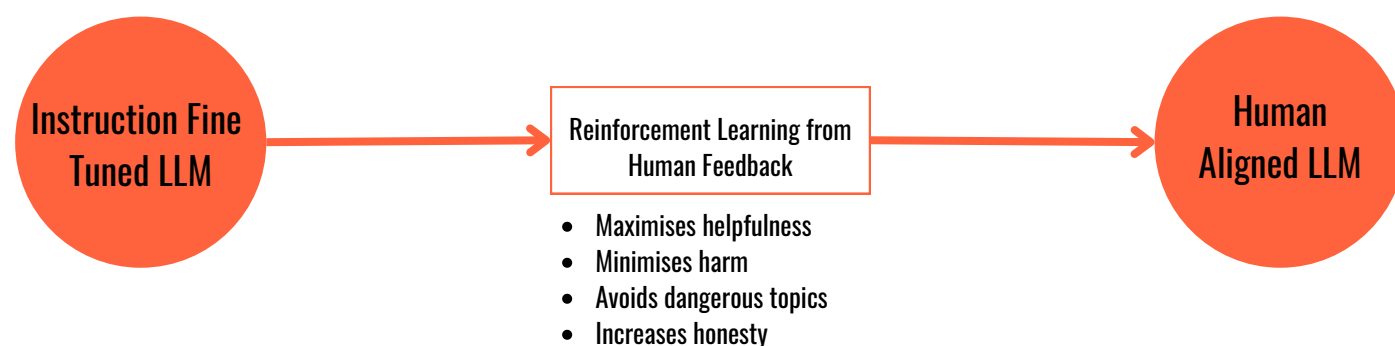 Instruction Fine
Tuned LLM
Reinforcement Learning from
Human Feedback
• Maximises helpfulness
• Minimises harm
• Avoids dangerous topics
• Increases honesty
Human
Aligned LLM